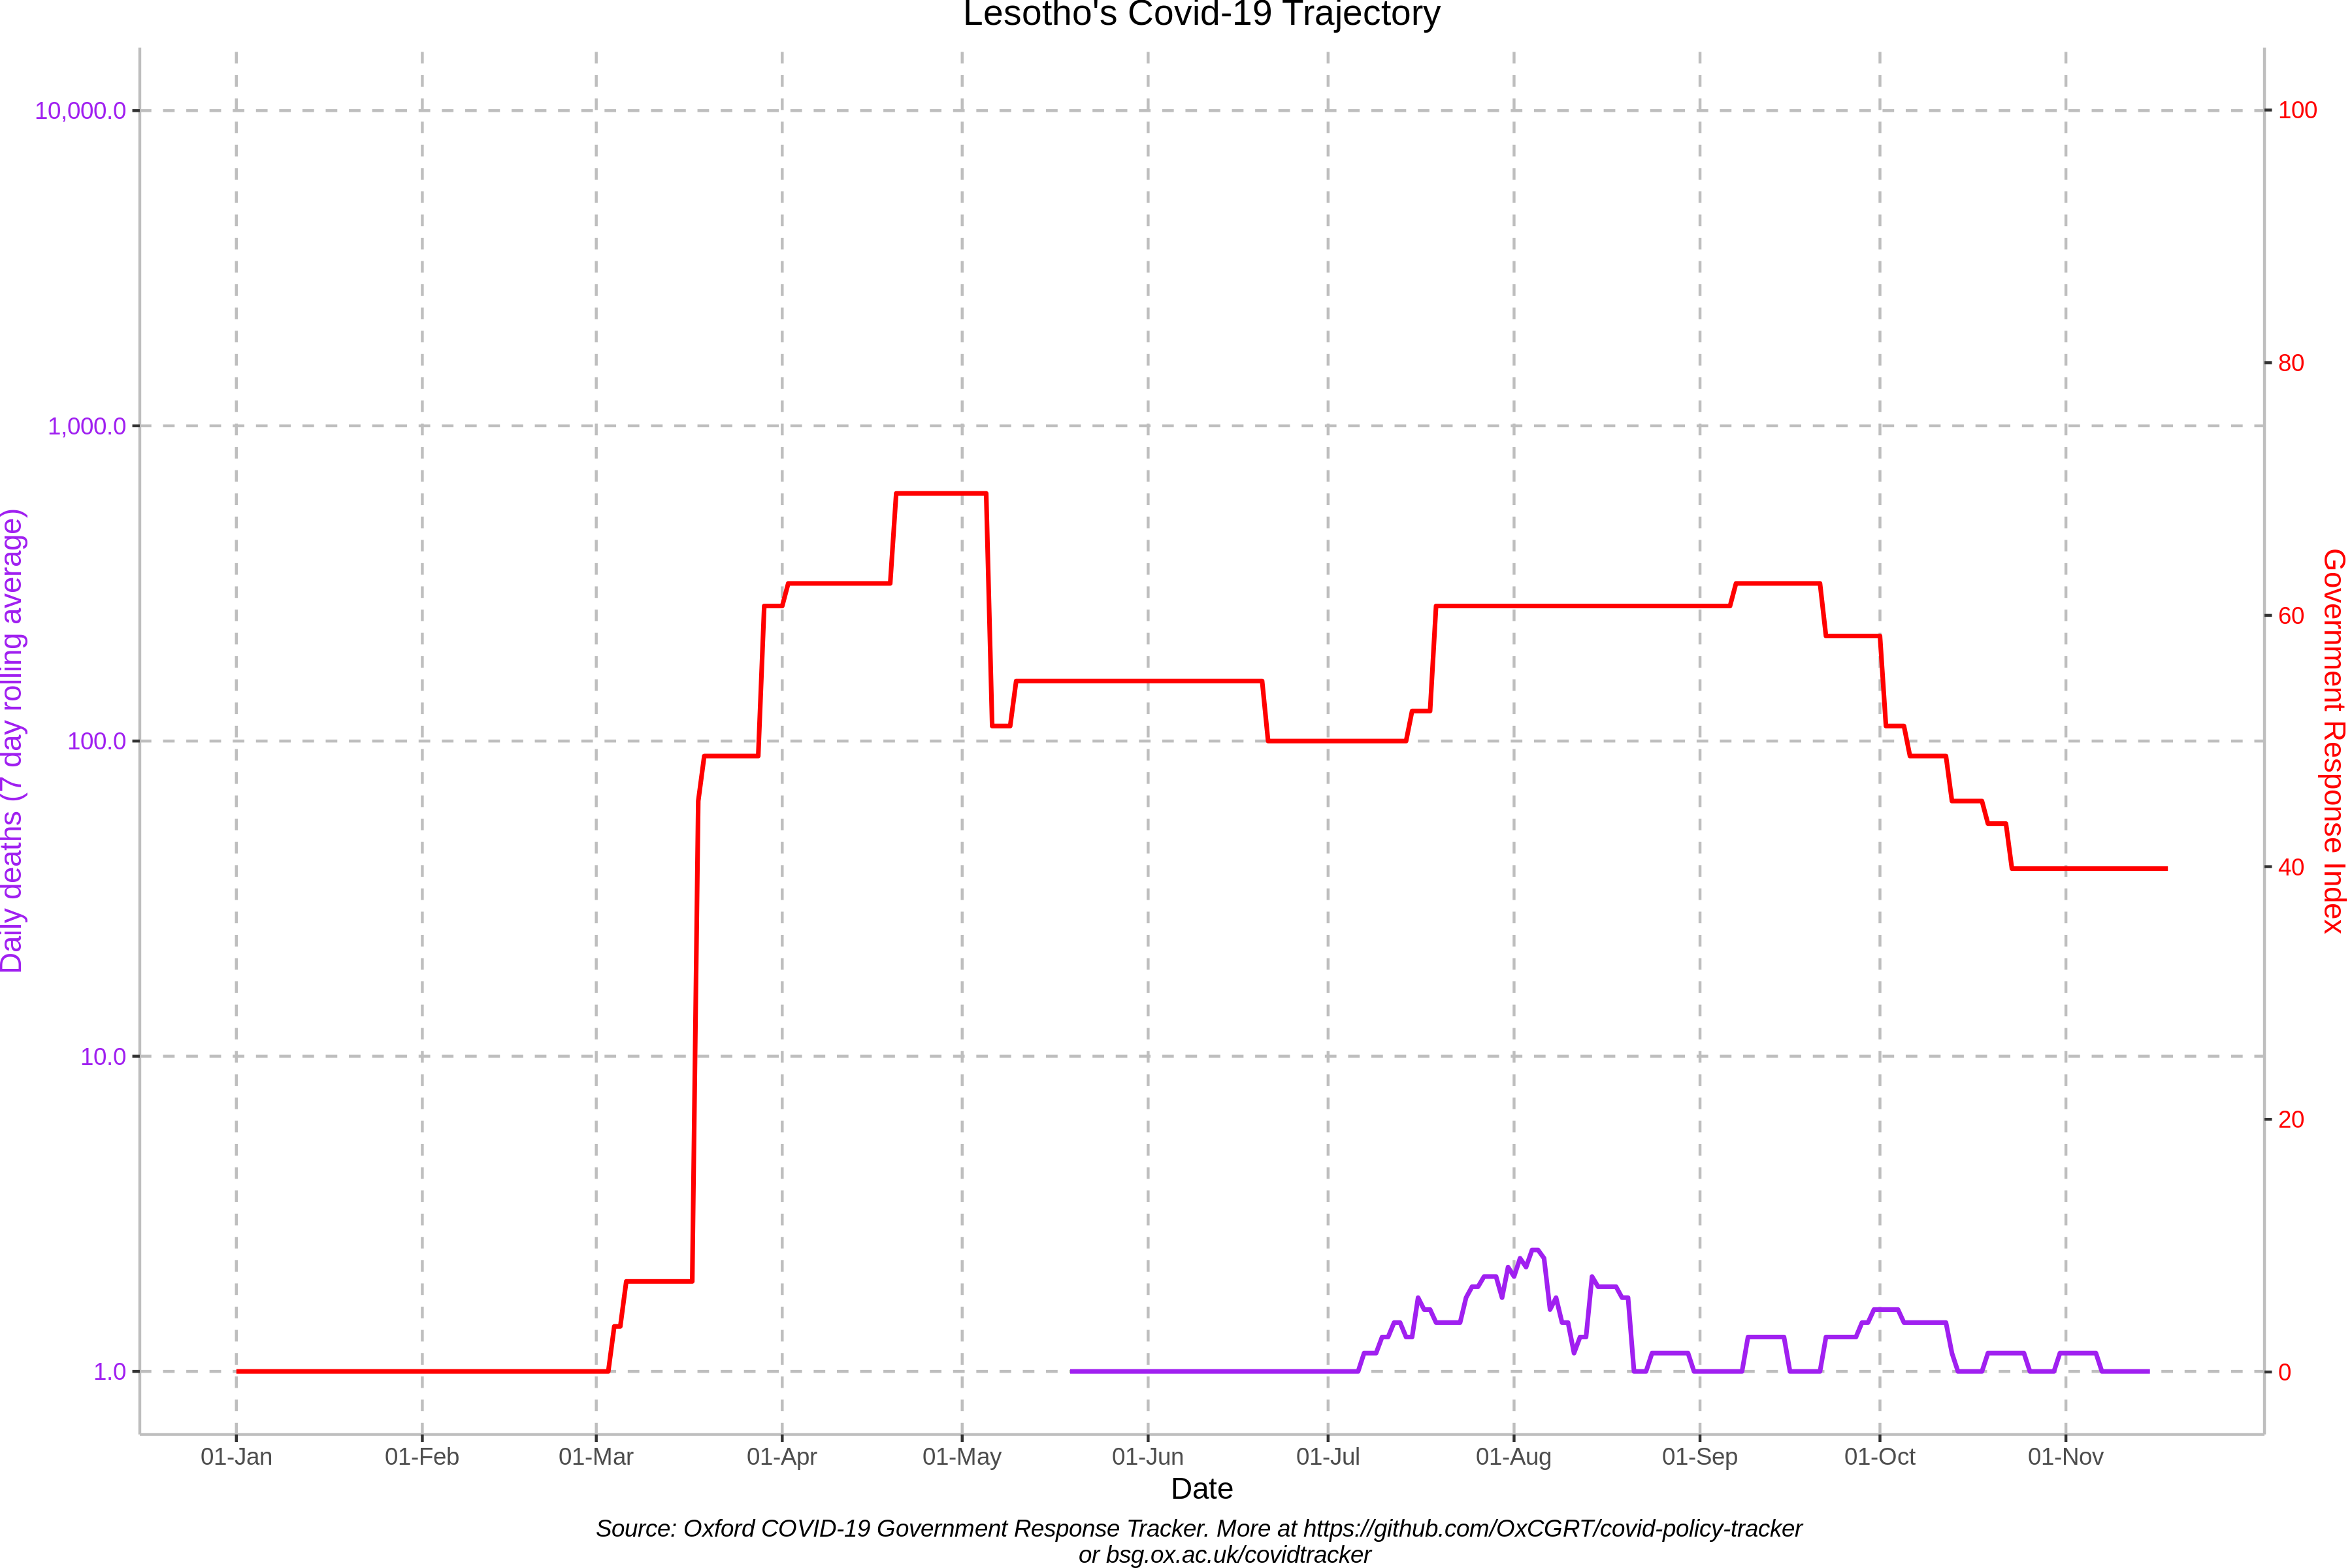 Lesotho's Covid-19 Trajectory
10,000.0
1,000.0
100.0
10.0
1.0
Daily deaths (7 day rolling average)
100
80
60
40
20
0
Government Response Index
01-Jan 01-Feb 01-Mar 01-Apr 01-May 01-Jun 01-Jul 01-Aug 01-Sep 01-Oct 01-Nov
Date
Source: Oxford COVID-19 Government Response Tracker. More at https://github.com/OxCGRT/covid-policy-tracker
or bsg.ox.ac.uk/covidtracker